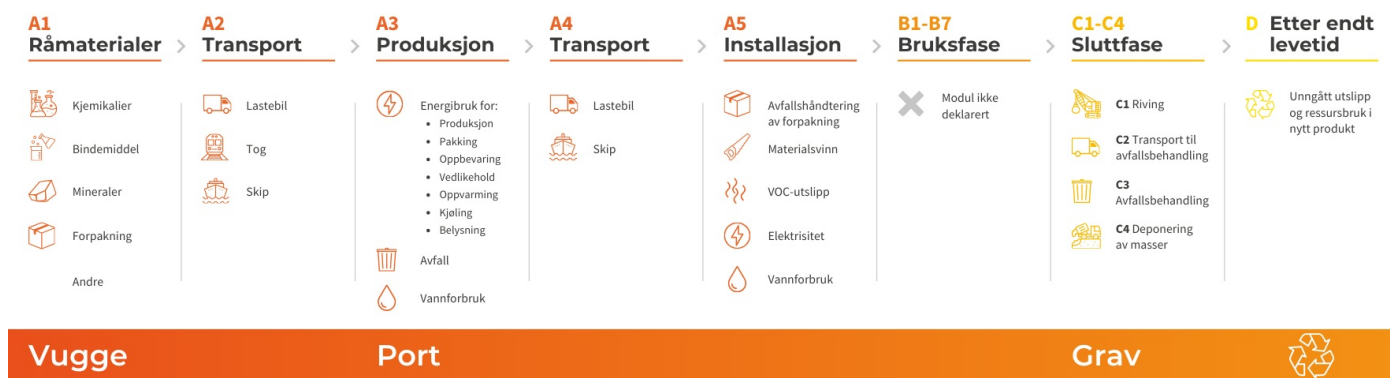 A1
Råmaterialer
Kjemikalier
Bindemiddel
Mineraler
Forpakning
Andre
A2
Transport
Lastebil
Tog
Skip
A3
Produksjon
Energibruk for:
• Produksjon
• Pakking
• Oppbevaring
• Vedlikehold
• Oppvarming
• Kjøling
• Belysning
Avfall
Vannforbruk
A4
Transport
Lastebil
Skip
A5
Installasjon
Avfallshåndtering
av forpakning
Materialsvinn
VOC-utslipp
Elektrisitet
Vannforbruk
B1-B7
Bruksfase
Modul ikke
deklarert
C1-C4
Sluttfase
C1 Riving
C2 Transport til
avfallsbehandling
C3
Avfallsbehandling
C4 Deponering
av masser
D Etter endt
levetid
Unngått utslipp
og ressursbruk i
nytt produkt
Vugge
Port
Grav